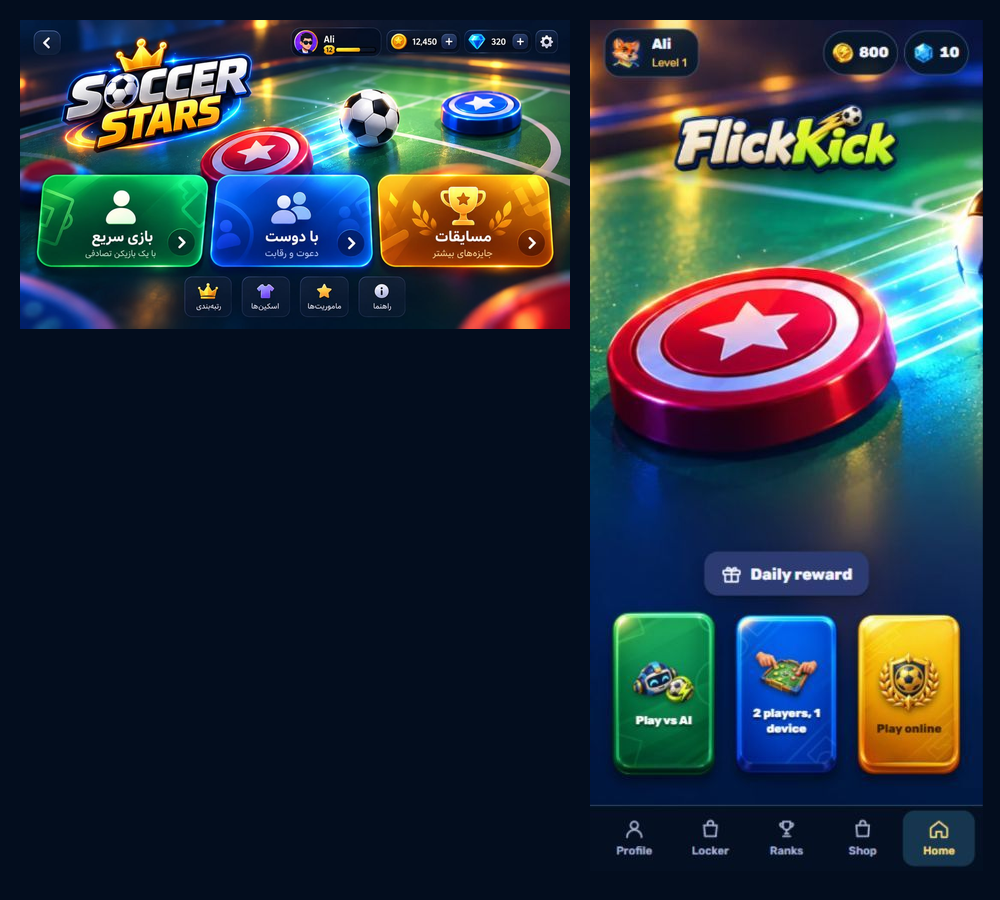 SOCCER
STARS
Ali
12
12,450
320
بازی سریع
با یک بازیکن تصادفی
با دوست
دعوت و رقابت
مسابقات
جایزه‌های بیشتر
رتبه‌بندی
اسکین‌ها
ماموریت‌ها
راهنما
Ali
Level 1
800
10
FlickKick
Daily reward
Play vs AI
2 players, 1
device
Play online
Profile
Locker
Ranks
Shop
Home